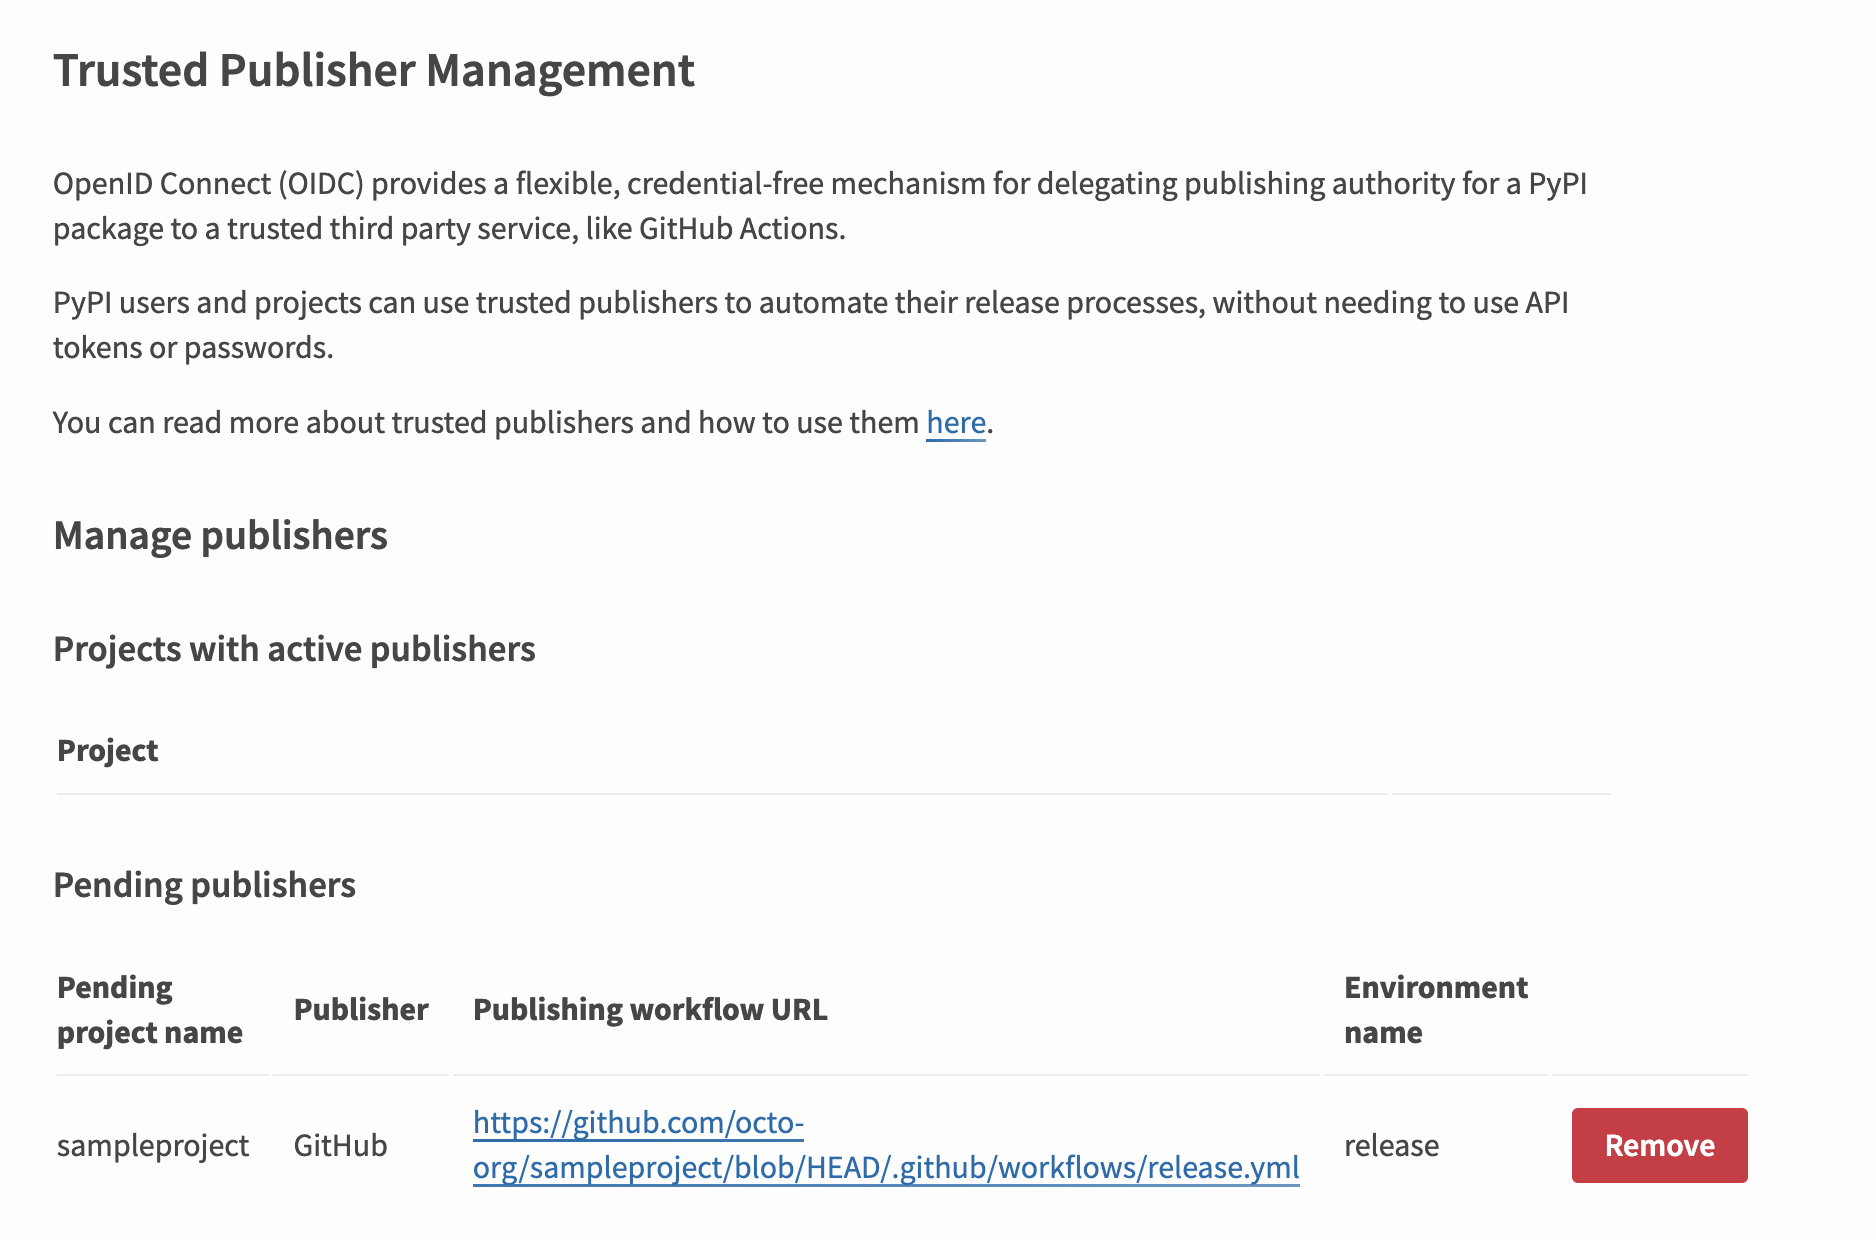 Trusted Publisher Management
OpenID Connect (OIDC) provides a flexible, credential-free mechanism for delegating publishing authority for a PyPI
package to a trusted third party service, like GitHub Actions.
PyPI users and projects can use trusted publishers to automate their release processes, without needing to use API
tokens or passwords.
You can read more about trusted publishers and how to use them here.
Manage publishers
Projects with active publishers
Project
Pending publishers
Pending
project name
Publisher
Publishing workflow URL
Environment
name
sampleproject
GitHub
https://github.com/octo-
org/sampleproject/blob/HEAD/.github/workflows/release.yml
release
Remove